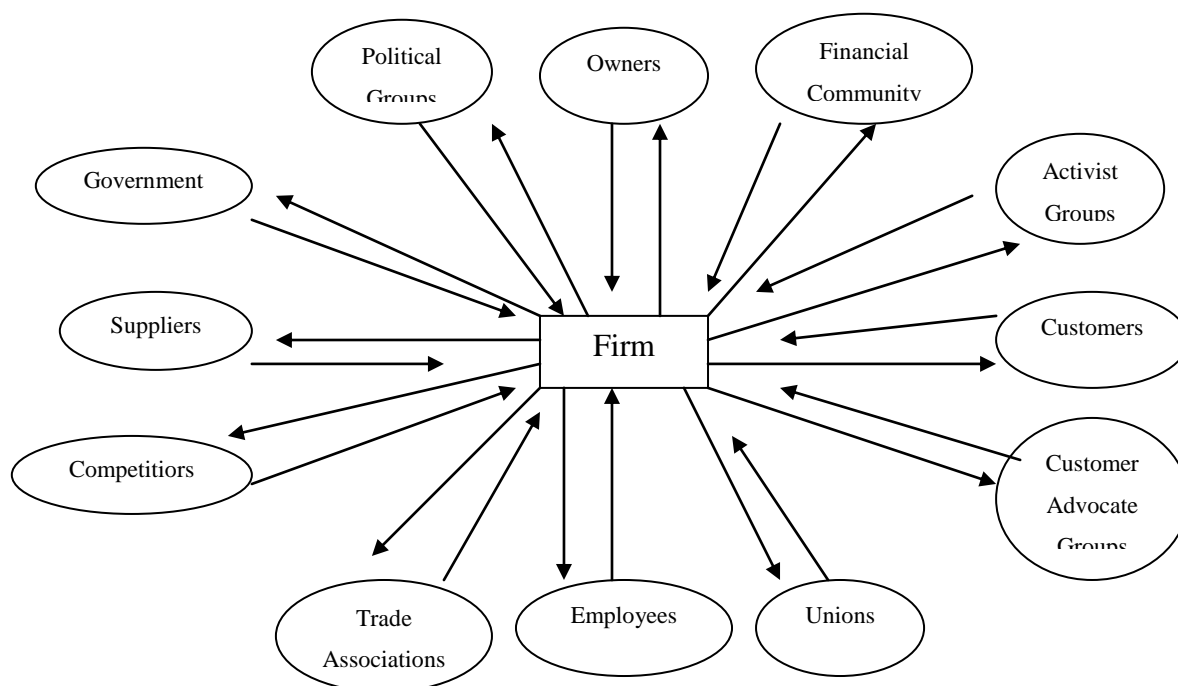 Political
Groups
Owners
Financial
Community
Government
Activist
Groups
Suppliers
Firm
Customers
Competitiors
Customer
Advocate
Groups
Trade
Associations
Employees
Unions